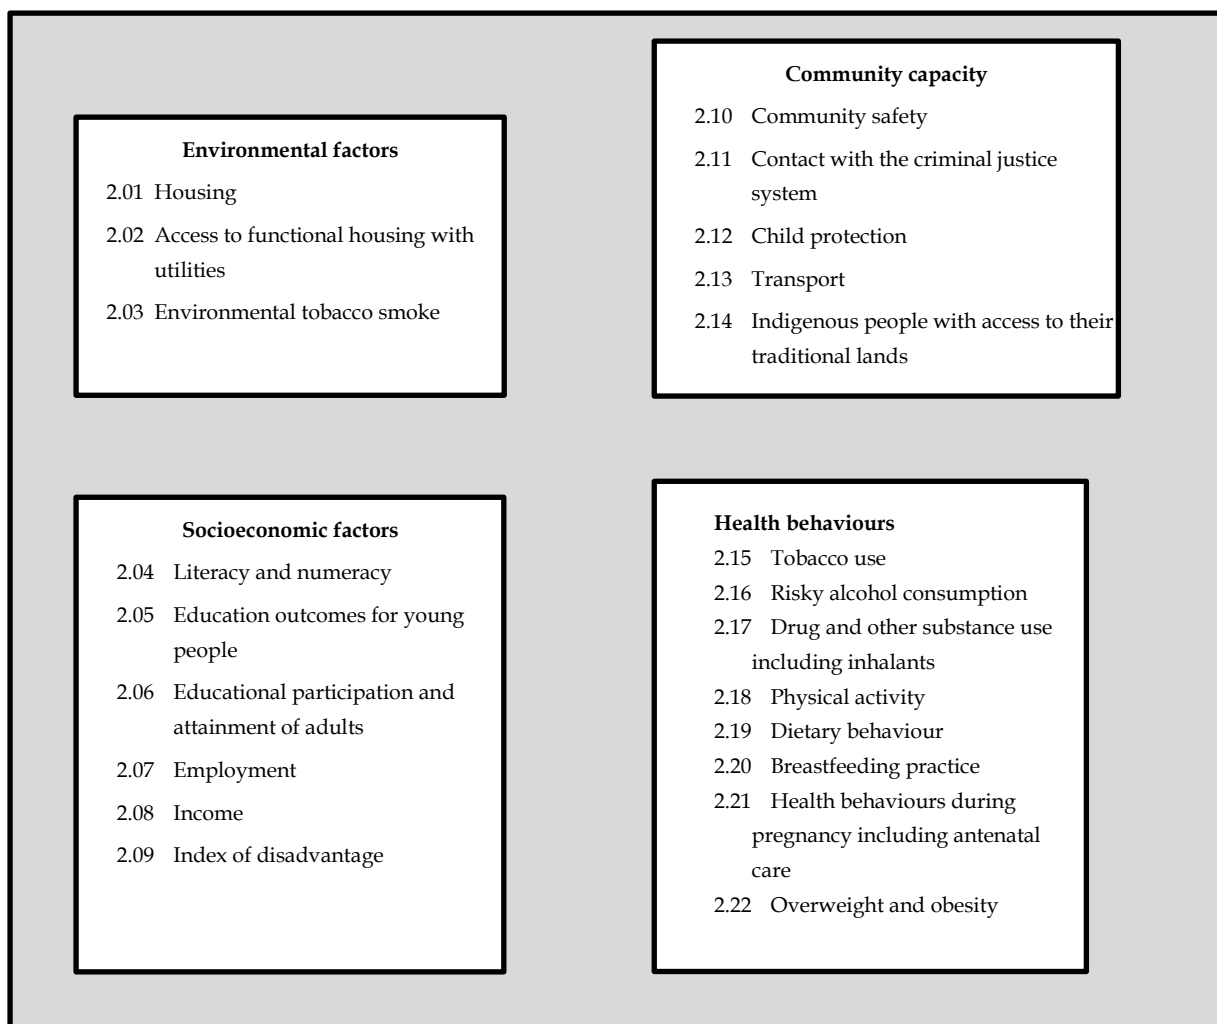 Environmental factors
2.01 Housing
2.02 Access to functional housing with
utilities
2.03 Environmental tobacco smoke
Community capacity
2.10 Community safety
2.11 Contact with the criminal justice
system
2.12 Child protection
2.13 Transport
2.14 Indigenous people with access to their
traditional lands
Socioeconomic factors
2.04 Literacy and numeracy
2.05 Education outcomes for young
people
2.06 Educational participation and
attainment of adults
2.07 Employment
2.08 Income
2.09 Index of disadvantage
Health behaviours
2.15 Tobacco use
2.16 Risky alcohol consumption
2.17 Drug and other substance use
including inhalants
2.18 Physical activity
2.19 Dietary behaviour
2.20 Breastfeeding practice
2.21 Health behaviours during
pregnancy including antenatal
care
2.22 Overweight and obesity